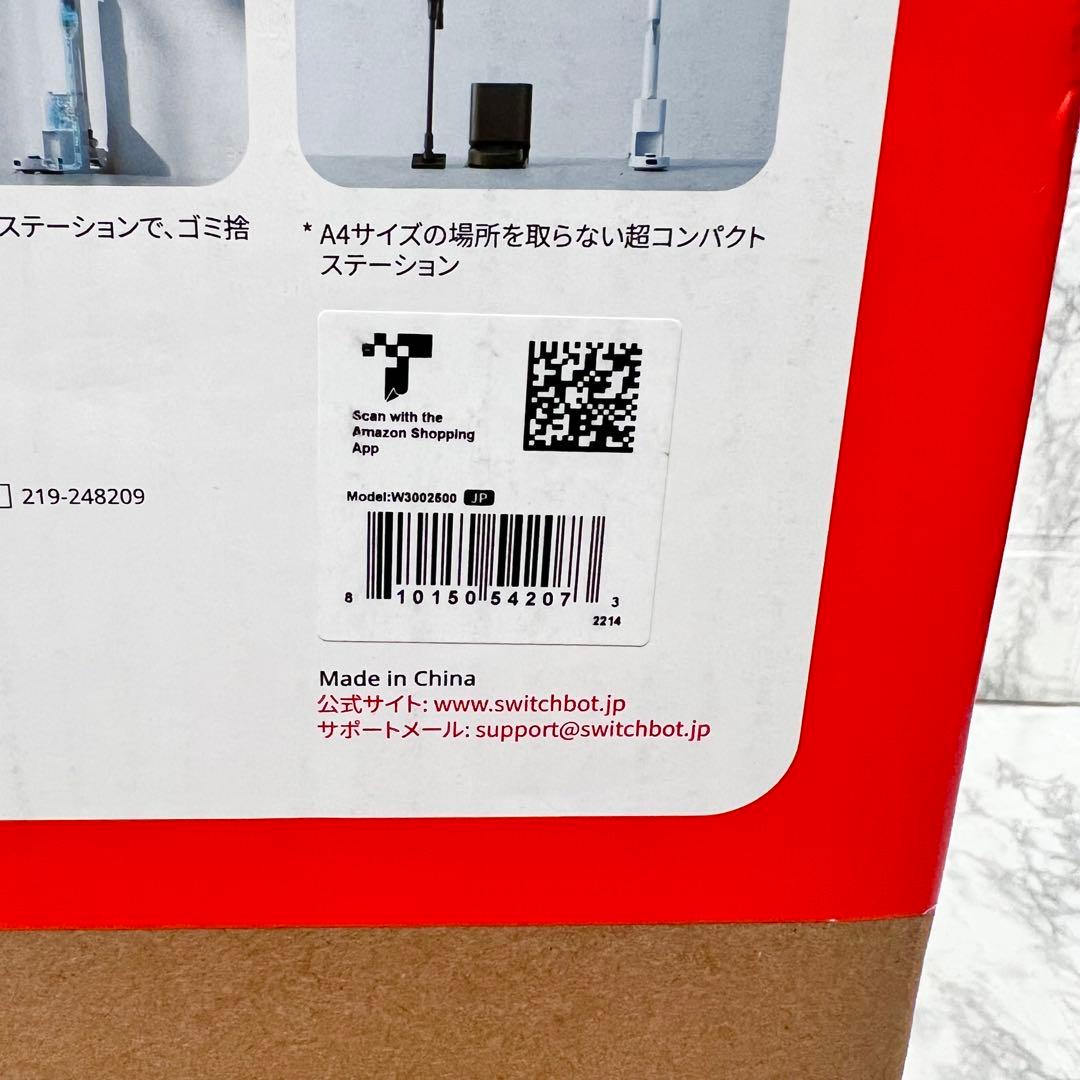 ステーションで、ゴミ捨
* A4サイズの場所を取らない超コンパクト
ステーション
Scan with the
Amazon Shopping
App
219-248209
Model:W3002500 JP
8 10150 54207 3
2214
Made in China
公式サイト: www.switchbot.jp
サポートメール: support@switchbot.jp